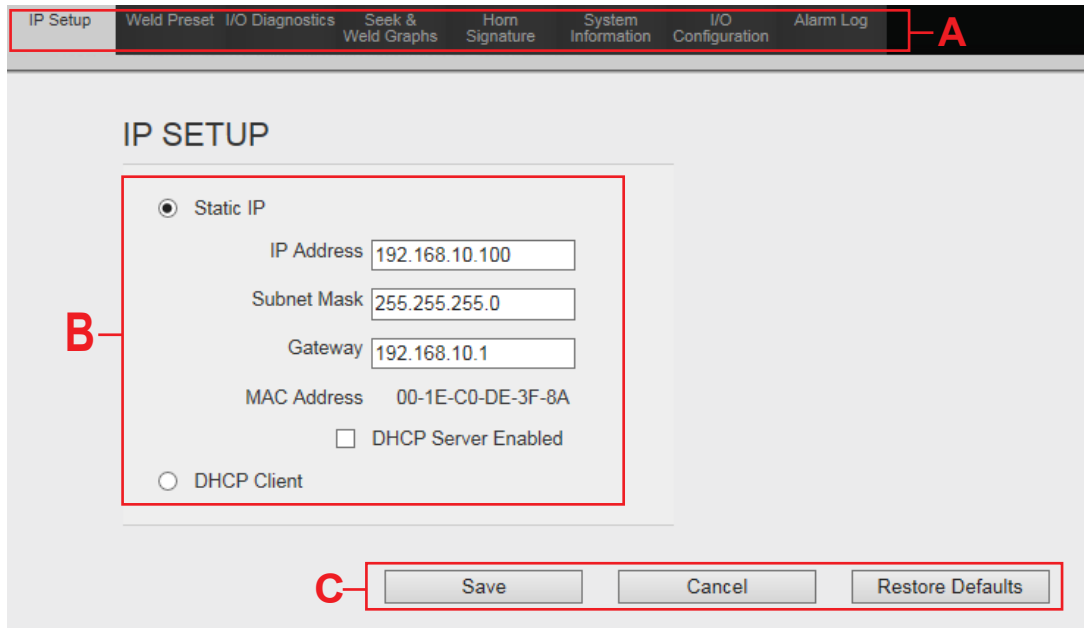 IP Setup Weld Preset I/O Diagnostics Seek & Horn System I/O Alarm Log
Weld Graphs Signature Information Configuration
A
IP SETUP
Static IP
IP Address 192.168.10.100
Subnet Mask 255.255.255.0
B
Gateway 192.168.10.1
MAC Address 00-1E-C0-DE-3F-8A
DHCP Server Enabled
DHCP Client
C
Save Cancel Restore Defaults